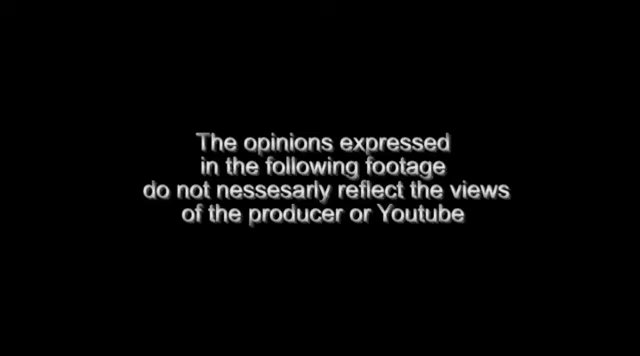 The opinions expressed
in the following footage
do not nessesarly reflect the views
of the producer or Youtube